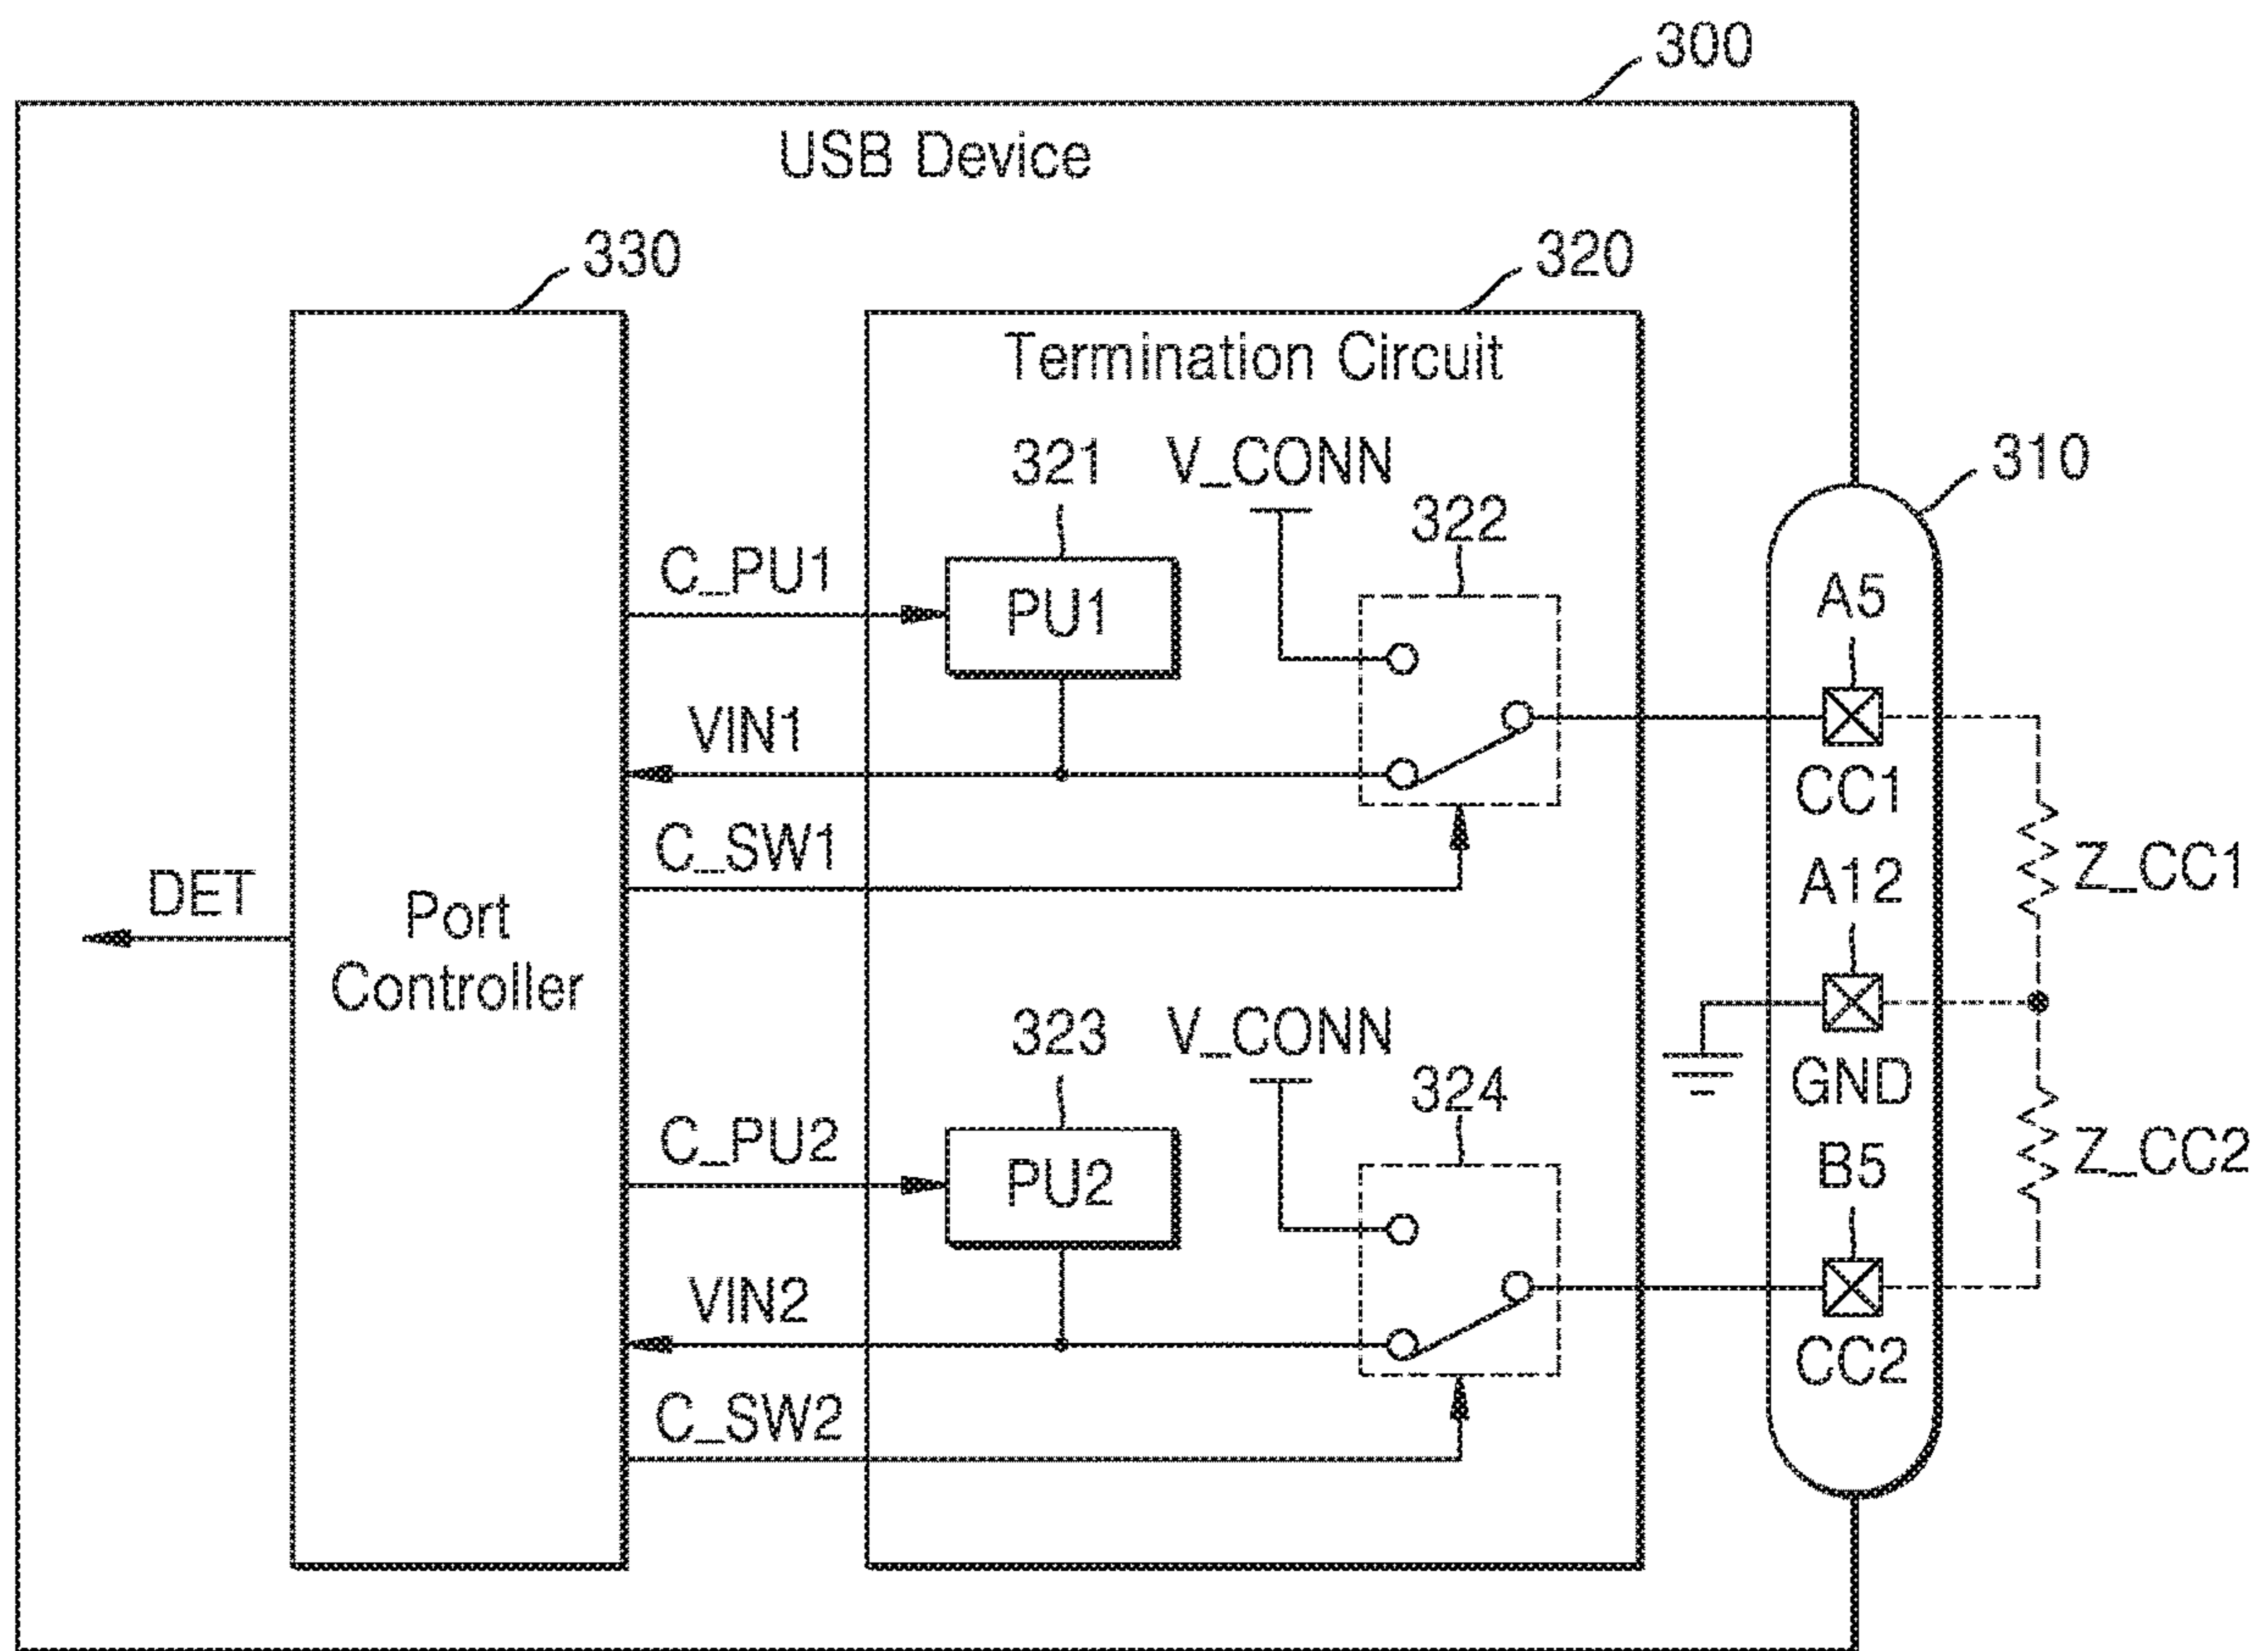 300
USB Device
330
320
Termination Circuit
321
V_CONN
322
310
C_PU1
PU1
A5
VIN1
CC1
C_SW1
A12
Z_CC1
DET
Port
Controller
323
V_CONN
324
GND
C_PU2
PU2
B5
Z_CC2
VIN2
CC2
C_SW2